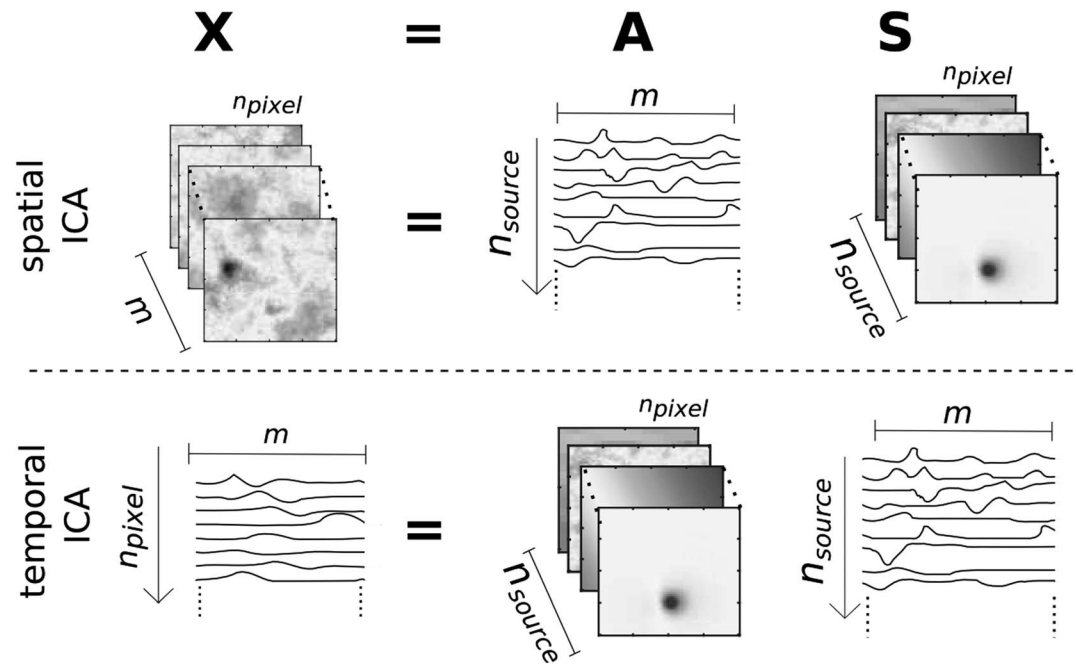 X = A S
spatial
ICA
n_pixel
m
=
m
n_source
n_pixel
n_source
temporal
ICA
m
n_pixel
=
n_pixel
n_source
m
n_source